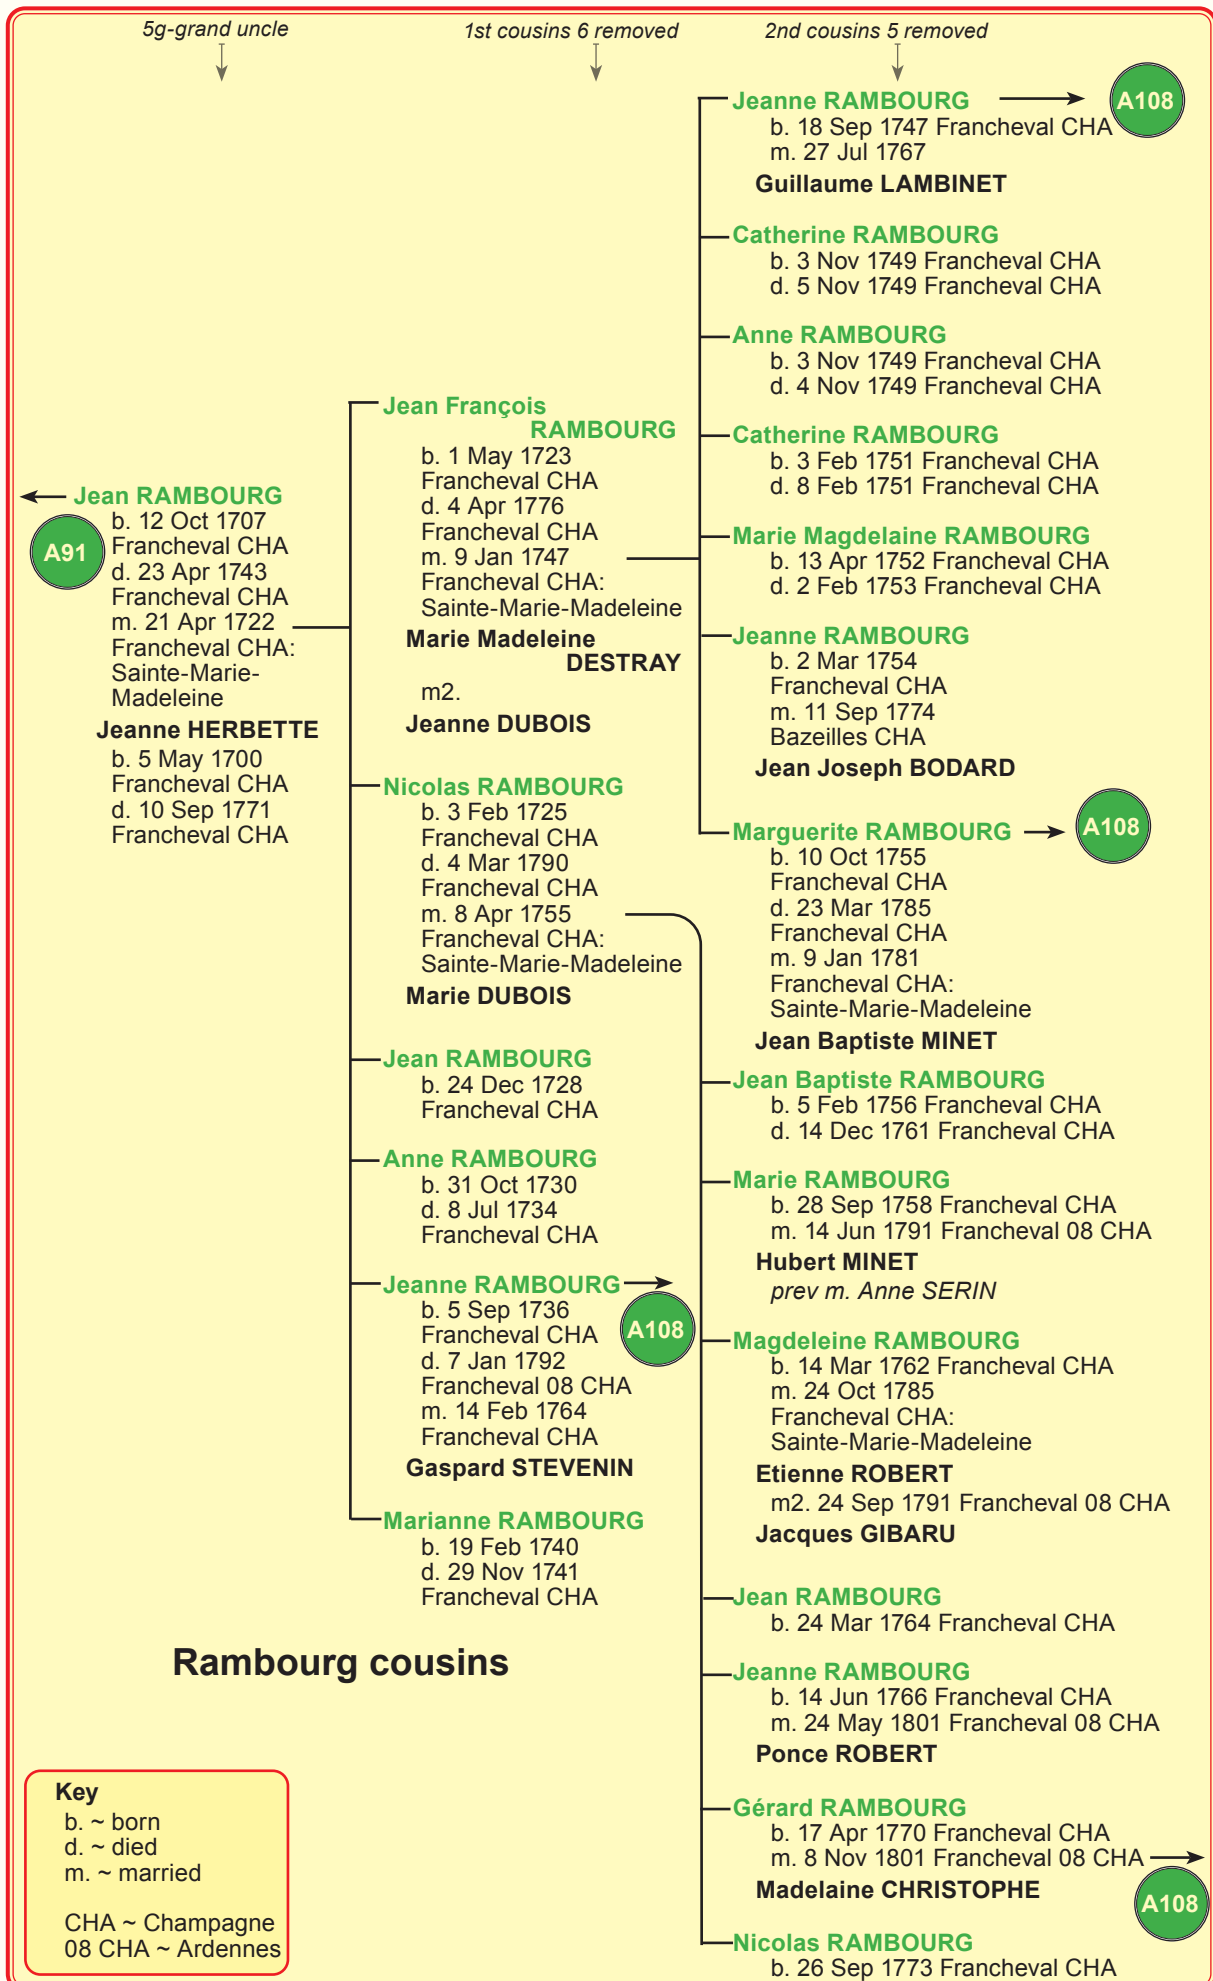 5g-grand uncle
1st cousins 6 removed
2nd cousins 5 removed
A91
Jean RAMBOURG
b. 12 Oct 1707
Francheval CHA
d. 23 Apr 1743
Francheval CHA
m. 21 Apr 1722
Francheval CHA:
Sainte-Marie-
Madeleine
Jeanne HERBETTE
b. 5 May 1700
Francheval CHA
d. 10 Sep 1771
Francheval CHA
Jean François
RAMBOURG
b. 1 May 1723
Francheval CHA
d. 4 Apr 1776
Francheval CHA
m. 9 Jan 1747
Francheval CHA:
Sainte-Marie-Madeleine
Marie Madeleine
DESTRAY
m2.
Jeanne DUBOIS
Nicolas RAMBOURG
b. 3 Feb 1725
Francheval CHA
d. 4 Mar 1790
Francheval CHA
m. 8 Apr 1755
Francheval CHA:
Sainte-Marie-Madeleine
Marie DUBOIS
Jean RAMBOURG
b. 24 Dec 1728
Francheval CHA
Anne RAMBOURG
b. 31 Oct 1730
d. 8 Jul 1734
Francheval CHA
Jeanne RAMBOURG
A108
b. 5 Sep 1736
Francheval CHA
d. 7 Jan 1792
Francheval 08 CHA
m. 14 Feb 1764
Francheval CHA
Gaspard STEVENIN
Marianne RAMBOURG
b. 19 Feb 1740
d. 29 Nov 1741
Francheval CHA
Jeanne RAMBOURG
A108
b. 18 Sep 1747 Francheval CHA
m. 27 Jul 1767
Guillaume LAMBINET
Catherine RAMBOURG
b. 3 Nov 1749 Francheval CHA
d. 5 Nov 1749 Francheval CHA
Anne RAMBOURG
b. 3 Nov 1749 Francheval CHA
d. 4 Nov 1749 Francheval CHA
Catherine RAMBOURG
b. 3 Feb 1751 Francheval CHA
d. 8 Feb 1751 Francheval CHA
Marie Magdelaine RAMBOURG
b. 13 Apr 1752 Francheval CHA
d. 2 Feb 1753 Francheval CHA
Jeanne RAMBOURG
b. 2 Mar 1754
Francheval CHA
m. 11 Sep 1774
Bazeilles CHA
Jean Joseph BODARD
Marguerite RAMBOURG
A108
b. 10 Oct 1755
Francheval CHA
d. 23 Mar 1785
Francheval CHA
m. 9 Jan 1781
Francheval CHA:
Sainte-Marie-Madeleine
Jean Baptiste MINET
Jean Baptiste RAMBOURG
b. 5 Feb 1756 Francheval CHA
d. 14 Dec 1761 Francheval CHA
Marie RAMBOURG
b. 28 Sep 1758 Francheval CHA
m. 14 Jun 1791 Francheval 08 CHA
Hubert MINET
prev m. Anne SERIN
Magdeleine RAMBOURG
b. 14 Mar 1762 Francheval CHA
m. 24 Oct 1785
Francheval CHA:
Sainte-Marie-Madeleine
Etienne ROBERT
m2. 24 Sep 1791 Francheval 08 CHA
Jacques GIBARU
Jean RAMBOURG
b. 24 Mar 1764 Francheval CHA
Jeanne RAMBOURG
b. 14 Jun 1766 Francheval CHA
m. 24 May 1801 Francheval 08 CHA
Ponce ROBERT
Gérard RAMBOURG
b. 17 Apr 1770 Francheval CHA
m. 8 Nov 1801 Francheval 08 CHA
Madelaine CHRISTOPHE
A108
Nicolas RAMBOURG
b. 26 Sep 1773 Francheval CHA
Rambourg cousins
Key
b. ~ born
d. ~ died
m. ~ married
CHA ~ Champagne
08 CHA ~ Ardennes